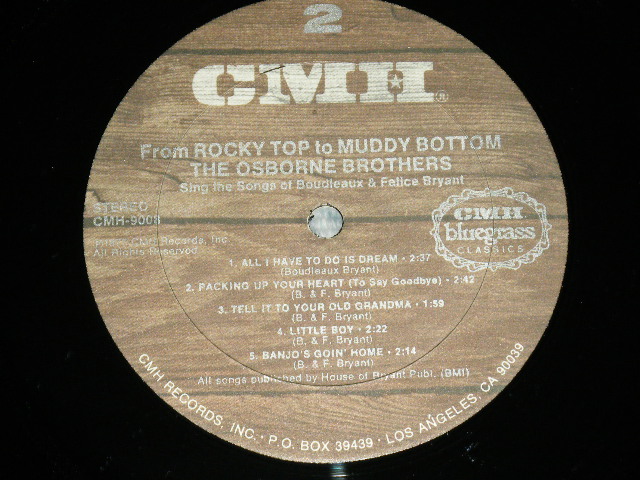 2
CMH ®
From ROCKY TOP to MUDDY BOTTOM
THE OSBORNE BROTHERS
Sing the Songs of Boudleaux & Felice Bryant
STEREO
CMH-9008
CMH Records, Inc.
All Rights Reserved
CMH
bluegrass
CLASSICS
1. ALL I HAVE TO DO IS DREAM • 2:37
(Boudleaux Bryant)
2. PACKING UP YOUR HEART (To Say Goodbye) • 2:42
(B. & F. Bryant)
3. TELL IT TO YOUR OLD GRANDMA • 1:59
(B. & F. Bryant)
4. LITTLE BOY • 2:22
(B. & F. Bryant)
5. BANJO'S GOIN' HOME • 2:14
(B. & F. Bryant)
All songs published by House of Bryant Publ. (BMI)
CMH RECORDS, INC. • P.O. BOX 39439 • LOS ANGELES, CA 90039